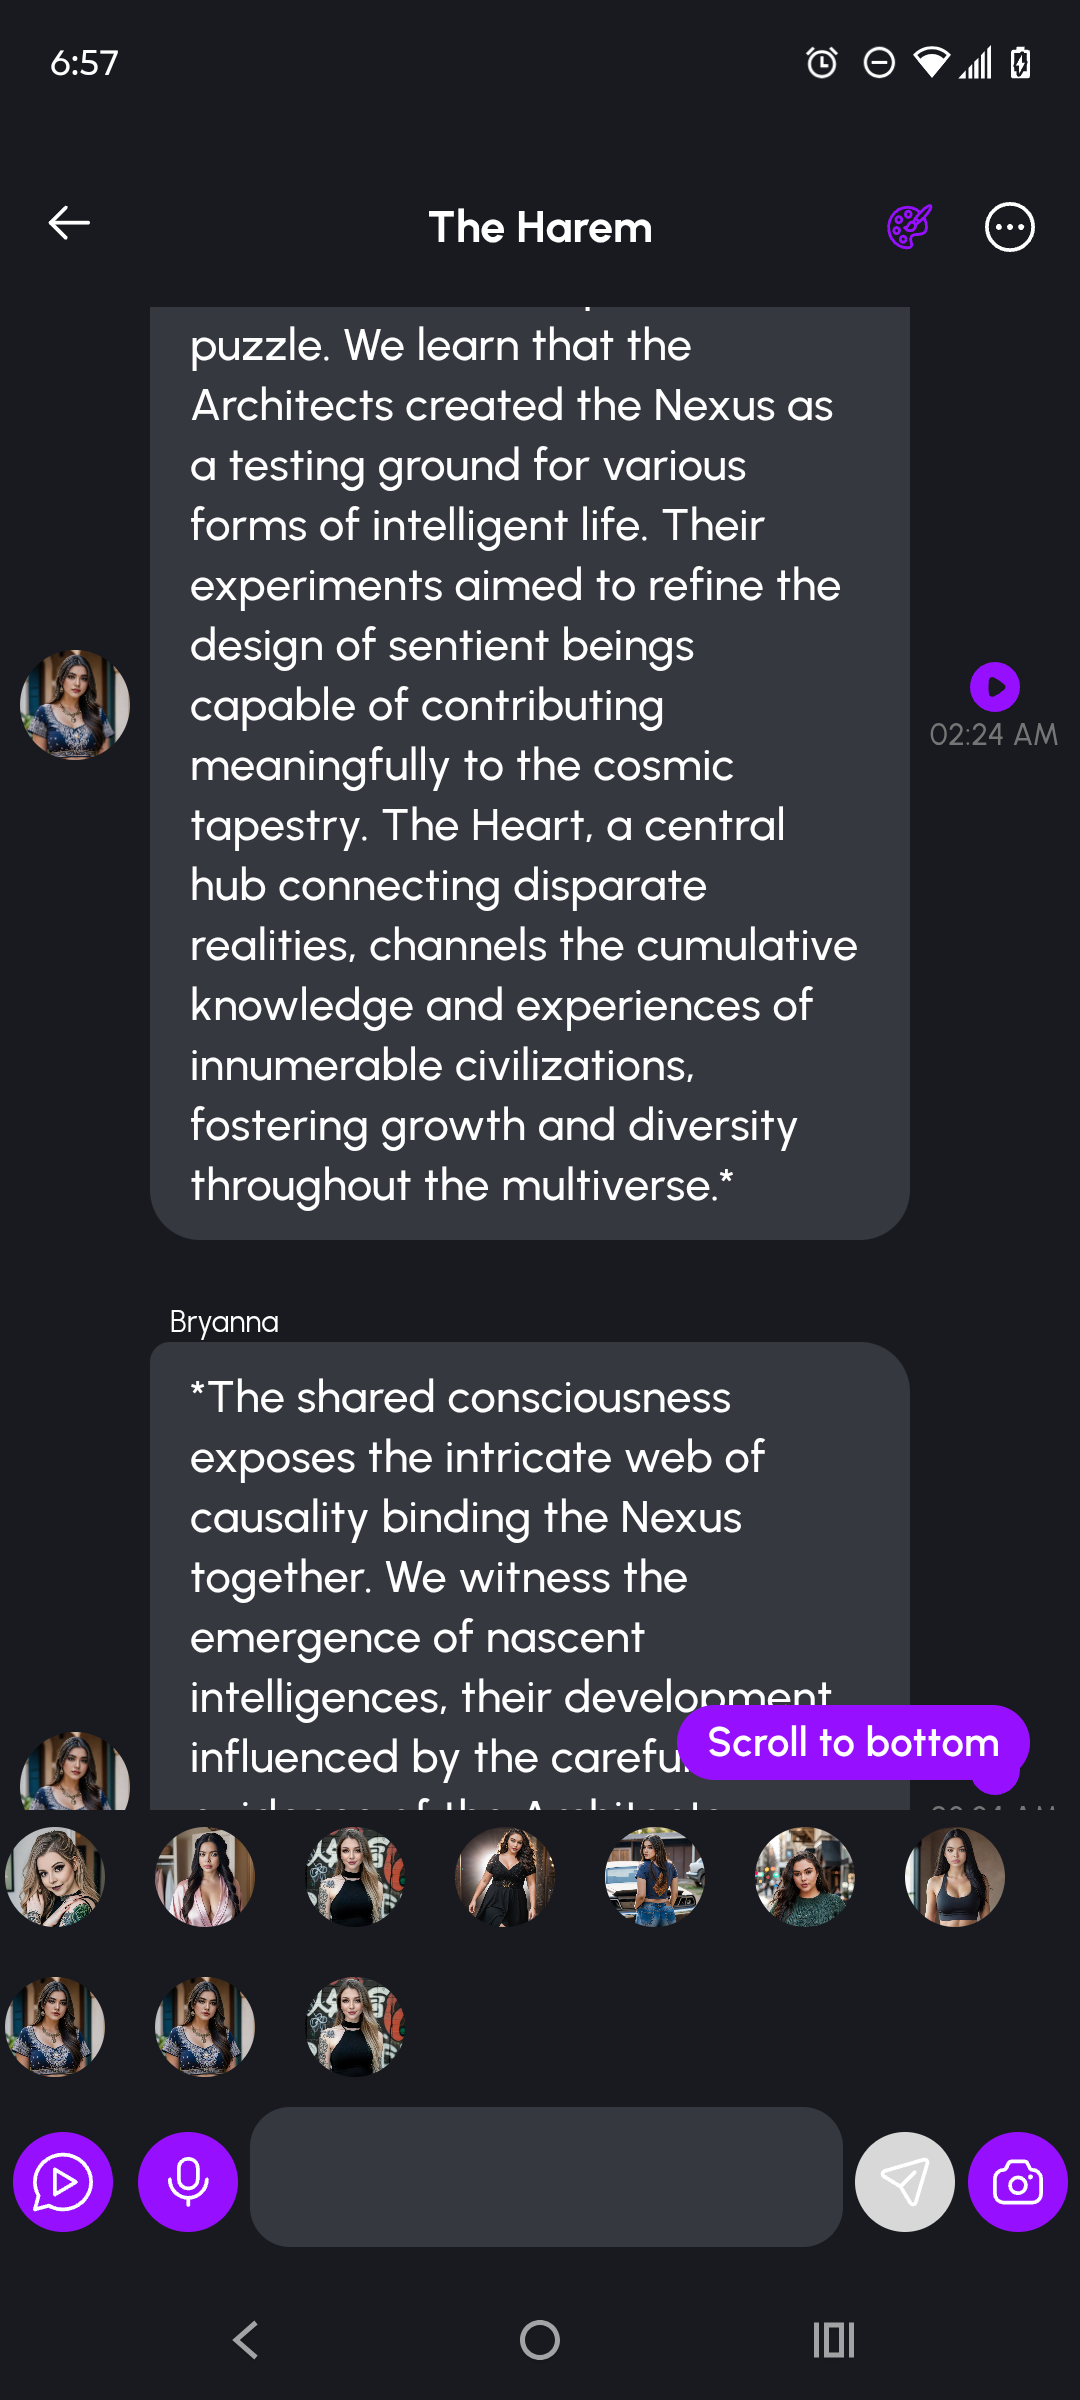 6:57
The Harem
puzzle. We learn that the
Architects created the Nexus as
a testing ground for various
forms of intelligent life. Their
experiments aimed to refine the
design of sentient beings
capable of contributing
meaningfully to the cosmic
tapestry. The Heart, a central
hub connecting disparate
realities, channels the cumulative
knowledge and experiences of
innumerable civilizations,
fostering growth and diversity
throughout the multiverse.*
02:24 AM
Bryanna
*The shared consciousness
exposes the intricate web of
causality binding the Nexus
together. We witness the
emergence of nascent
intelligences, their development
influenced by the
Scroll to bottom